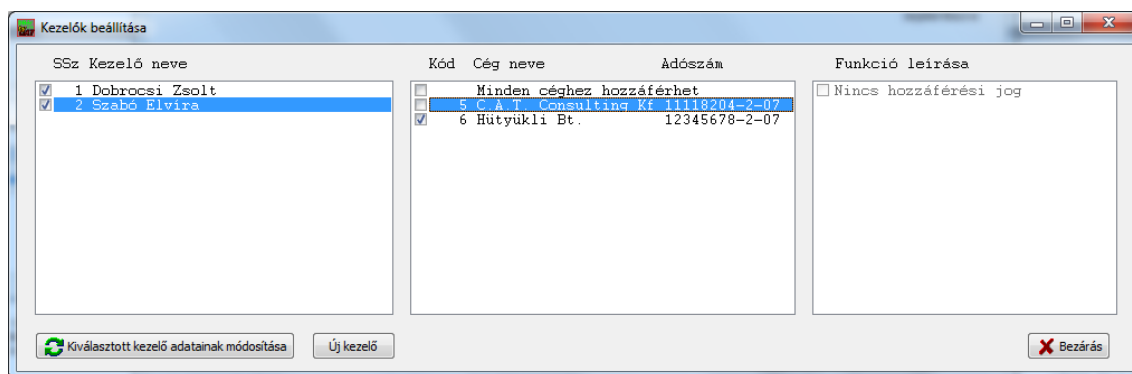 Kezelők beállítása
SSz Kezelő neve
Kód Cég neve Adószám
Funkció leírása
1 Dobrocsi Zsolt
2 Szabó Elvira
Minden céghez hozzáférhet
5 C.A.T. Consulting Kf 11118204-2-07
6 Hütyükli Bt. 12345678-2-07
Nincs hozzáférési jog
Kiválasztott kezelő adatainak módosítása
Új kezelő
Bezárás